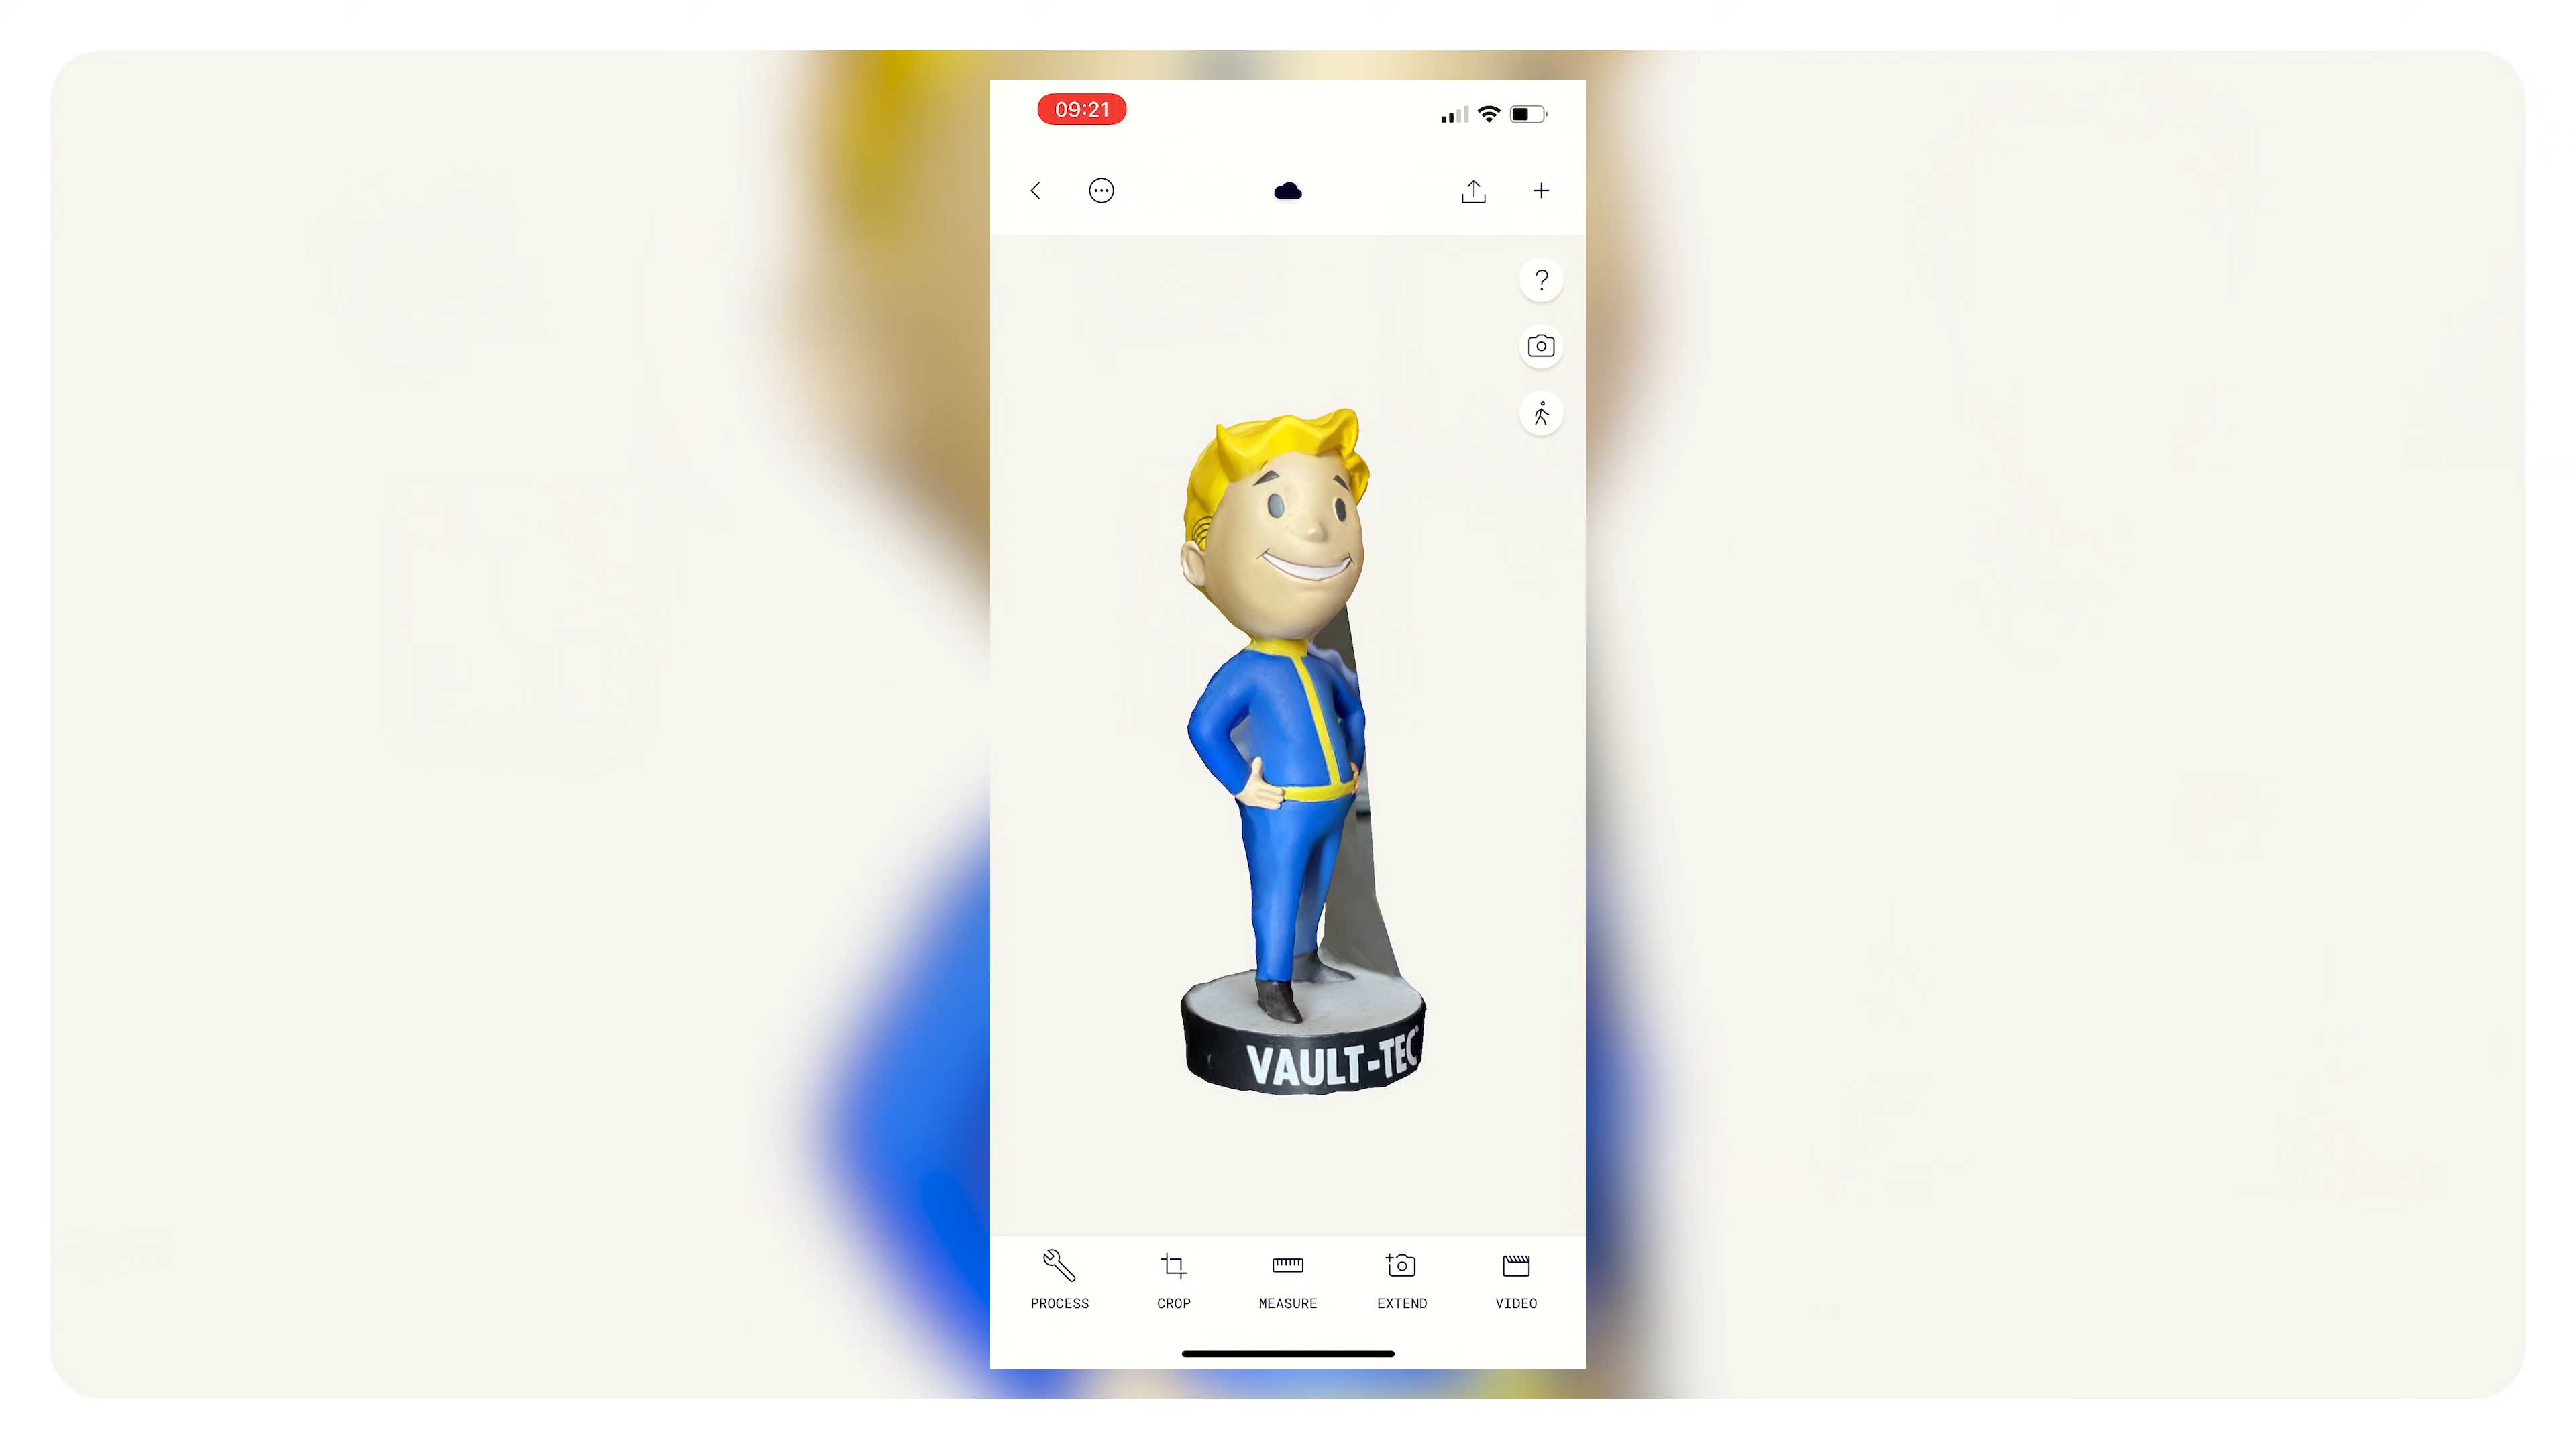 09:21
?
VAULT-TEC
PROCESS
CROP
MEASURE
EXTEND
VIDEO